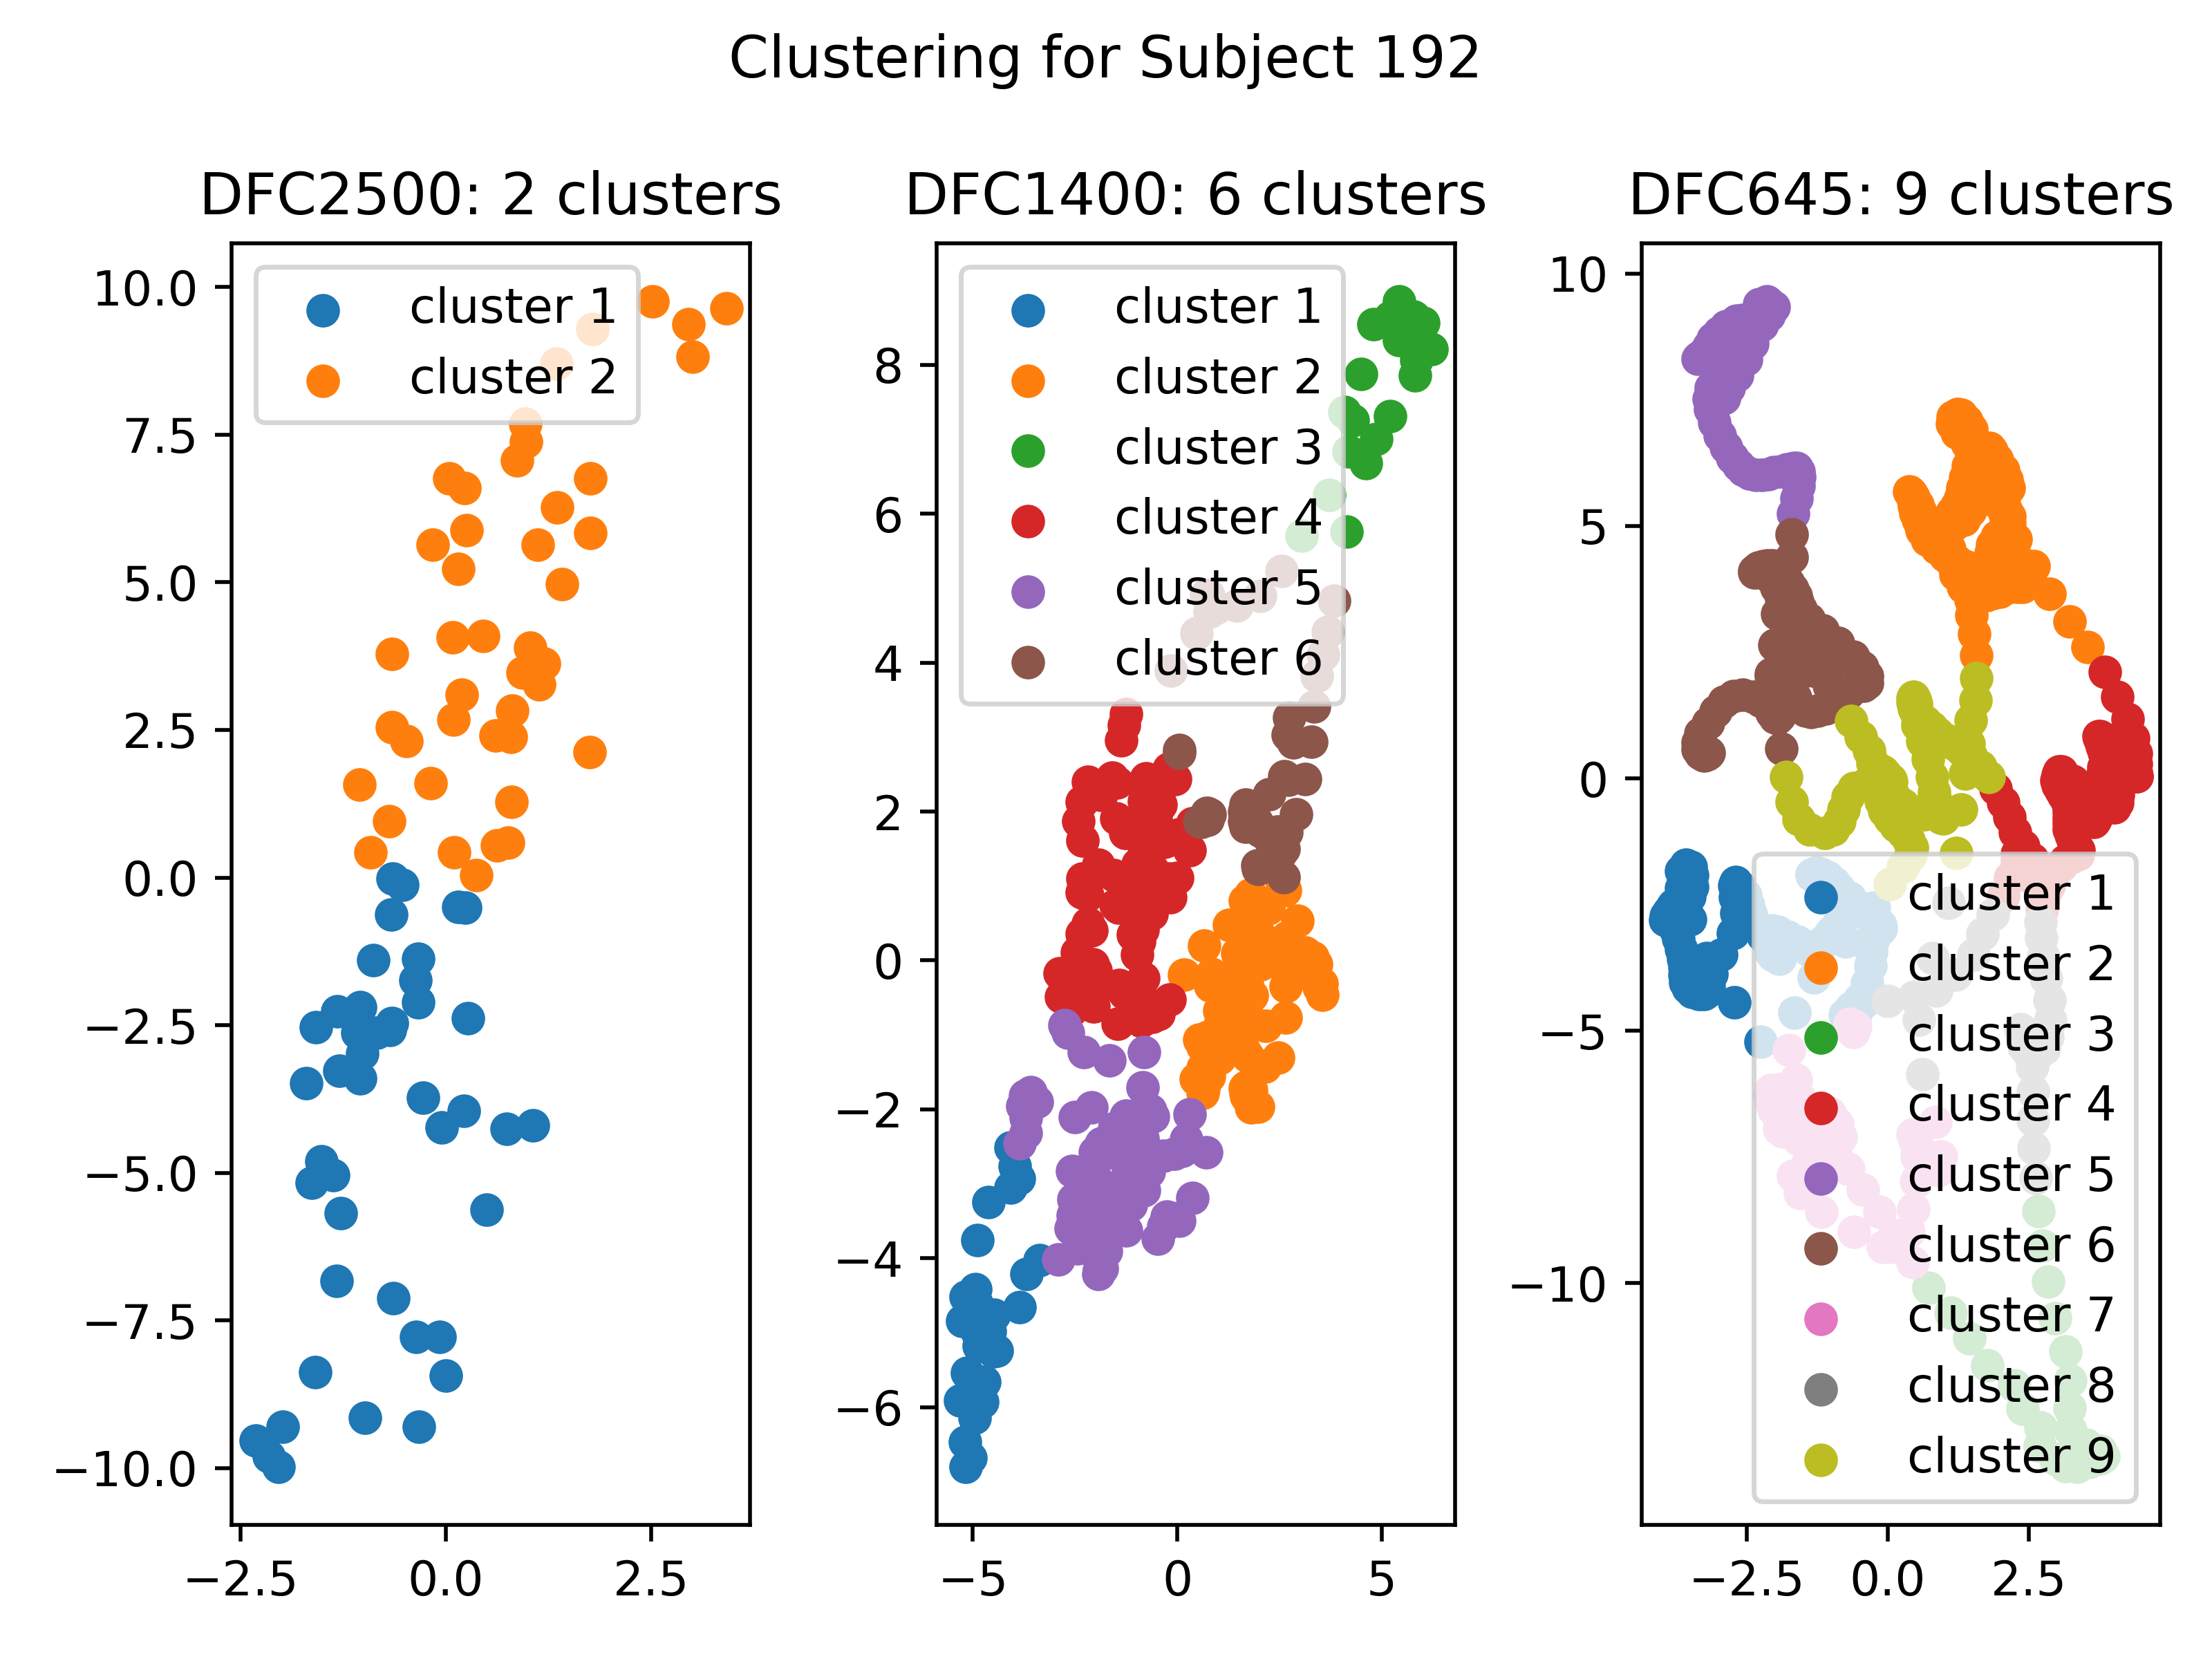 Clustering for Subject 192
DFC2500: 2 clusters
10.0
7.5
5.0
2.5
0.0
−2.5
−5.0
−7.5
−10.0
−2.5 0.0 2.5
cluster 1
cluster 2
DFC1400: 6 clusters
8
6
4
2
0
−2
−4
−6
−5 0 5
cluster 1
cluster 2
cluster 3
cluster 4
cluster 5
cluster 6
DFC645: 9 clusters
10
5
0
−5
−10
−2.5 0.0 2.5
cluster 1
cluster 2
cluster 3
cluster 4
cluster 5
cluster 6
cluster 7
cluster 8
cluster 9